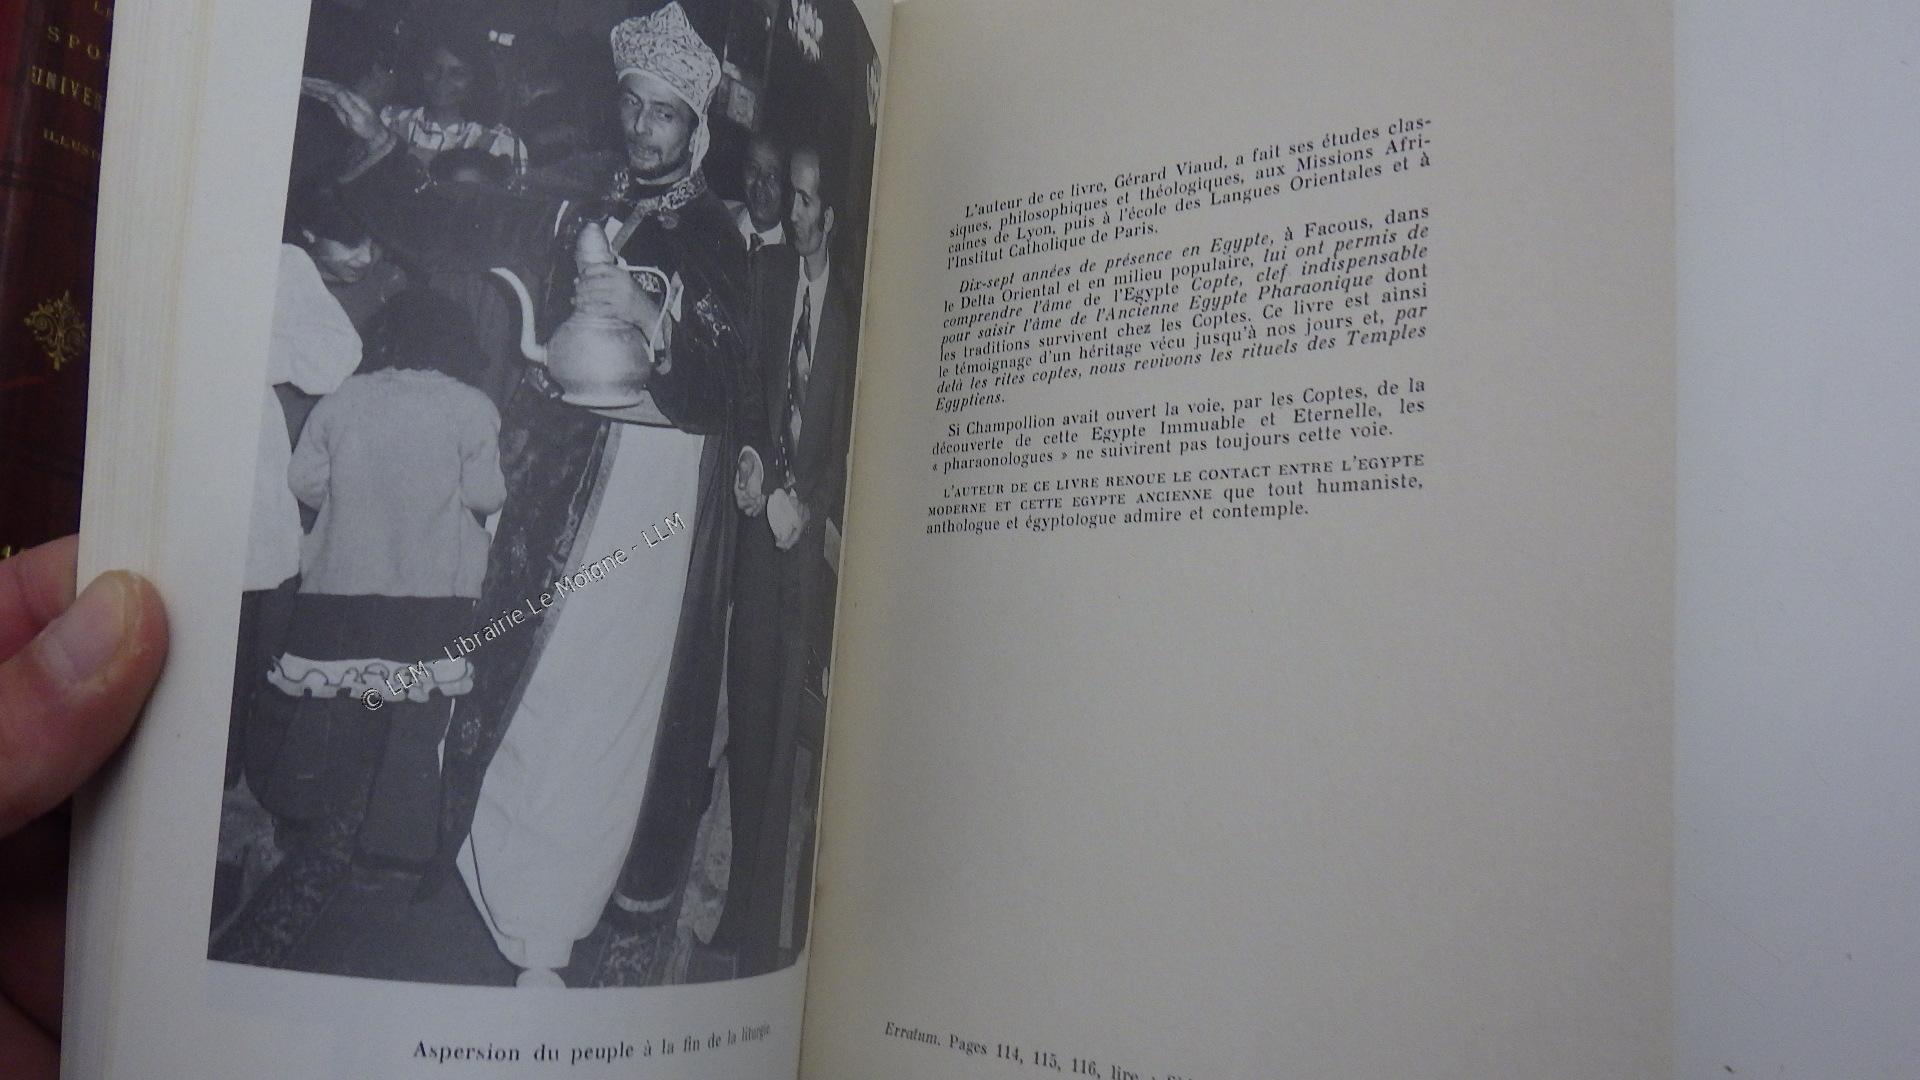 SPO
UNIVER
ILLUST
© LLM - Librairie Le Moigne - LLM
Aspersion du peuple à la fin de la liturgie
L'auteur de ce livre, Gérard Viaud, a fait ses études clas-
siques, philosophiques et théologiques, aux Missions Afri-
caines de Lyon, puis à l'école des Langues Orientales et à
l'Institut Catholique de Paris.
Dix-sept années de présence en Egypte, à Facous, dans
le Delta Oriental et en milieu populaire, lui ont permis de
comprendre l'âme de l'Egypte Copte, clef indispensable
pour saisir l'âme de l'Ancienne Egypte Pharaonique dont
les traditions survivent chez les Coptes. Ce livre est ainsi
le témoignage d'un héritage vécu jusqu'à nos jours et, par
delà les rites coptes, nous revivons les rituels des Temples
Egyptiens.
Si Champollion avait ouvert la voie, par les Coptes, de la
découverte de cette Egypte Immuable et Eternelle, les
« pharaonologues » ne suivirent pas toujours cette voie.
L'AUTEUR DE CE LIVRE RENOUE LE CONTACT ENTRE L'EGYPTE
MODERNE ET CETTE EGYPTE ANCIENNE que tout humaniste,
anthologue et égyptologue admire et contemple.
Erratum. Pages 114, 115, 116, lire :